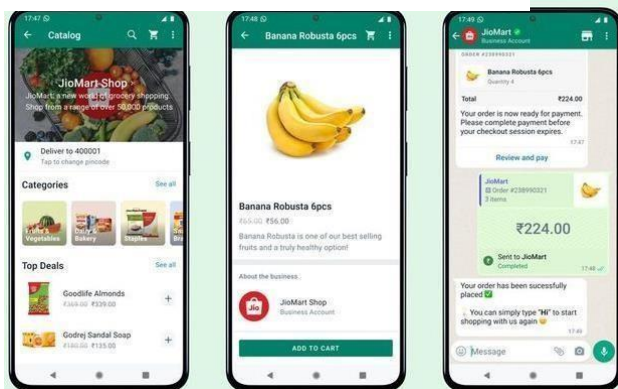 17:47
Catalog
JioMart Shop
JioMart: a new world of grocery shopping.
Shop from a range of over 50,000 products
Deliver to 400001
Tap to change pincode
Categories
See all
Fruits &
Vegetables
Dairy &
Bakery
Staples
Top Deals
See all
Goodlife Almonds
₹369.00 ₹339.00
+
Godrej Sandal Soap
₹180.00 ₹135.00
+
17:48
Banana Robusta 6pcs
Banana Robusta 6pcs
₹65.00 ₹56.00
Banana Robusta is one of our best selling
fruits and a truly healthy option!
About the business
Jio
JioMart Shop
Business Account
ADD TO CART
17:49
JioMart
Business Account
ORDER #238990321
Banana Robusta 6pcs
Quantity 4
Total ₹224.00
Your order is now ready for payment.
Please complete payment before
your checkout session expires.
17:47
Review and pay
JioMart
Order #238990321
3 items
₹224.00
Sent to JioMart
Completed
17:48
Your order has been sucessfully
placed ✅
You can simply type "Hi" to start
shopping with us again
17:49
Message